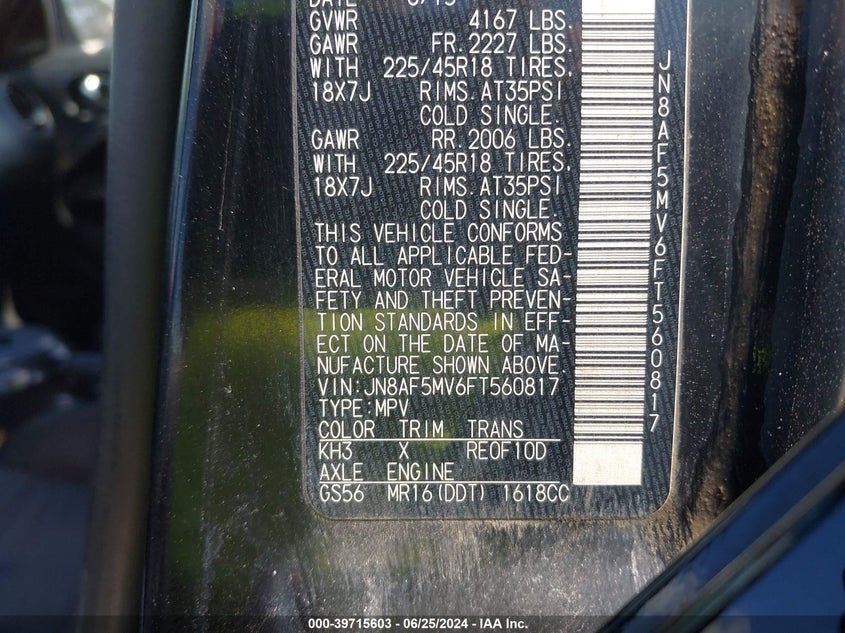 GVWR 4167 LBS.
GAWR FR. 2227 LBS.
WITH 225/45R18 TIRES,
18X7J RIMS. AT35PSI
COLD SINGLE.
GAWR RR. 2006 LBS.
WITH 225/45R18 TIRES,
18X7J RIMS. AT35PSI
COLD SINGLE.
THIS VEHICLE CONFORMS
TO ALL APPLICABLE FED-
ERAL MOTOR VEHICLE SA-
FETY AND THEFT PREVEN-
TION STANDARDS IN EFF-
ECT ON THE DATE OF MA-
NUFACTURE SHOWN ABOVE.
VIN:JN8AF5MV6FT560817
TYPE:MPV
COLOR TRIM TRANS
KH3 X RE0F10D
AXLE ENGINE
GS56 MR16(DDT) 1618CC
JN8AF5MV6FT560817
000-39715603 - 06/25/2024 - IAA Inc.